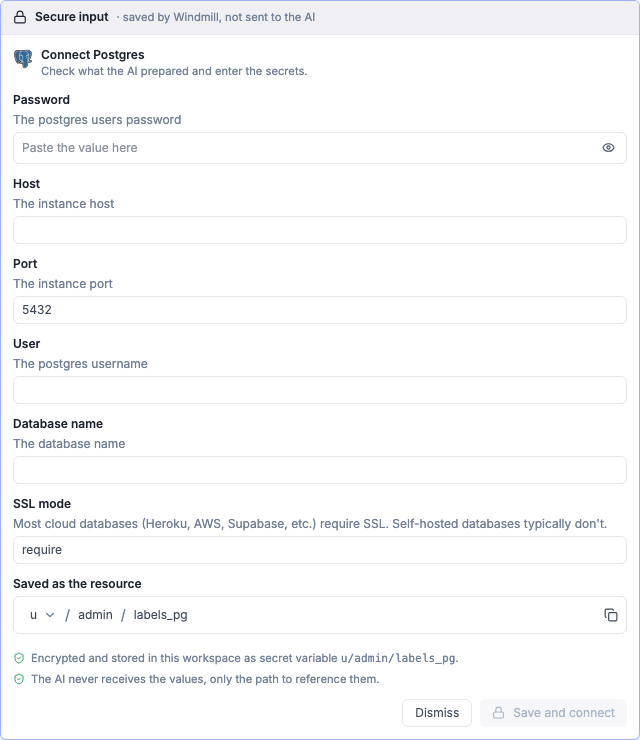 Secure input · saved by Windmill, not sent to the AI
Connect Postgres
Check what the AI prepared and enter the secrets.
Password
The postgres users password
Paste the value here
Host
The instance host
Port
The instance port
5432
User
The postgres username
Database name
The database name
SSL mode
Most cloud databases (Heroku, AWS, Supabase, etc.) require SSL. Self-hosted databases typically don't.
require
Saved as the resource
u / admin / labels_pg
Encrypted and stored in this workspace as secret variable u/admin/labels_pg.
The AI never receives the values, only the path to reference them.
Dismiss Save and connect